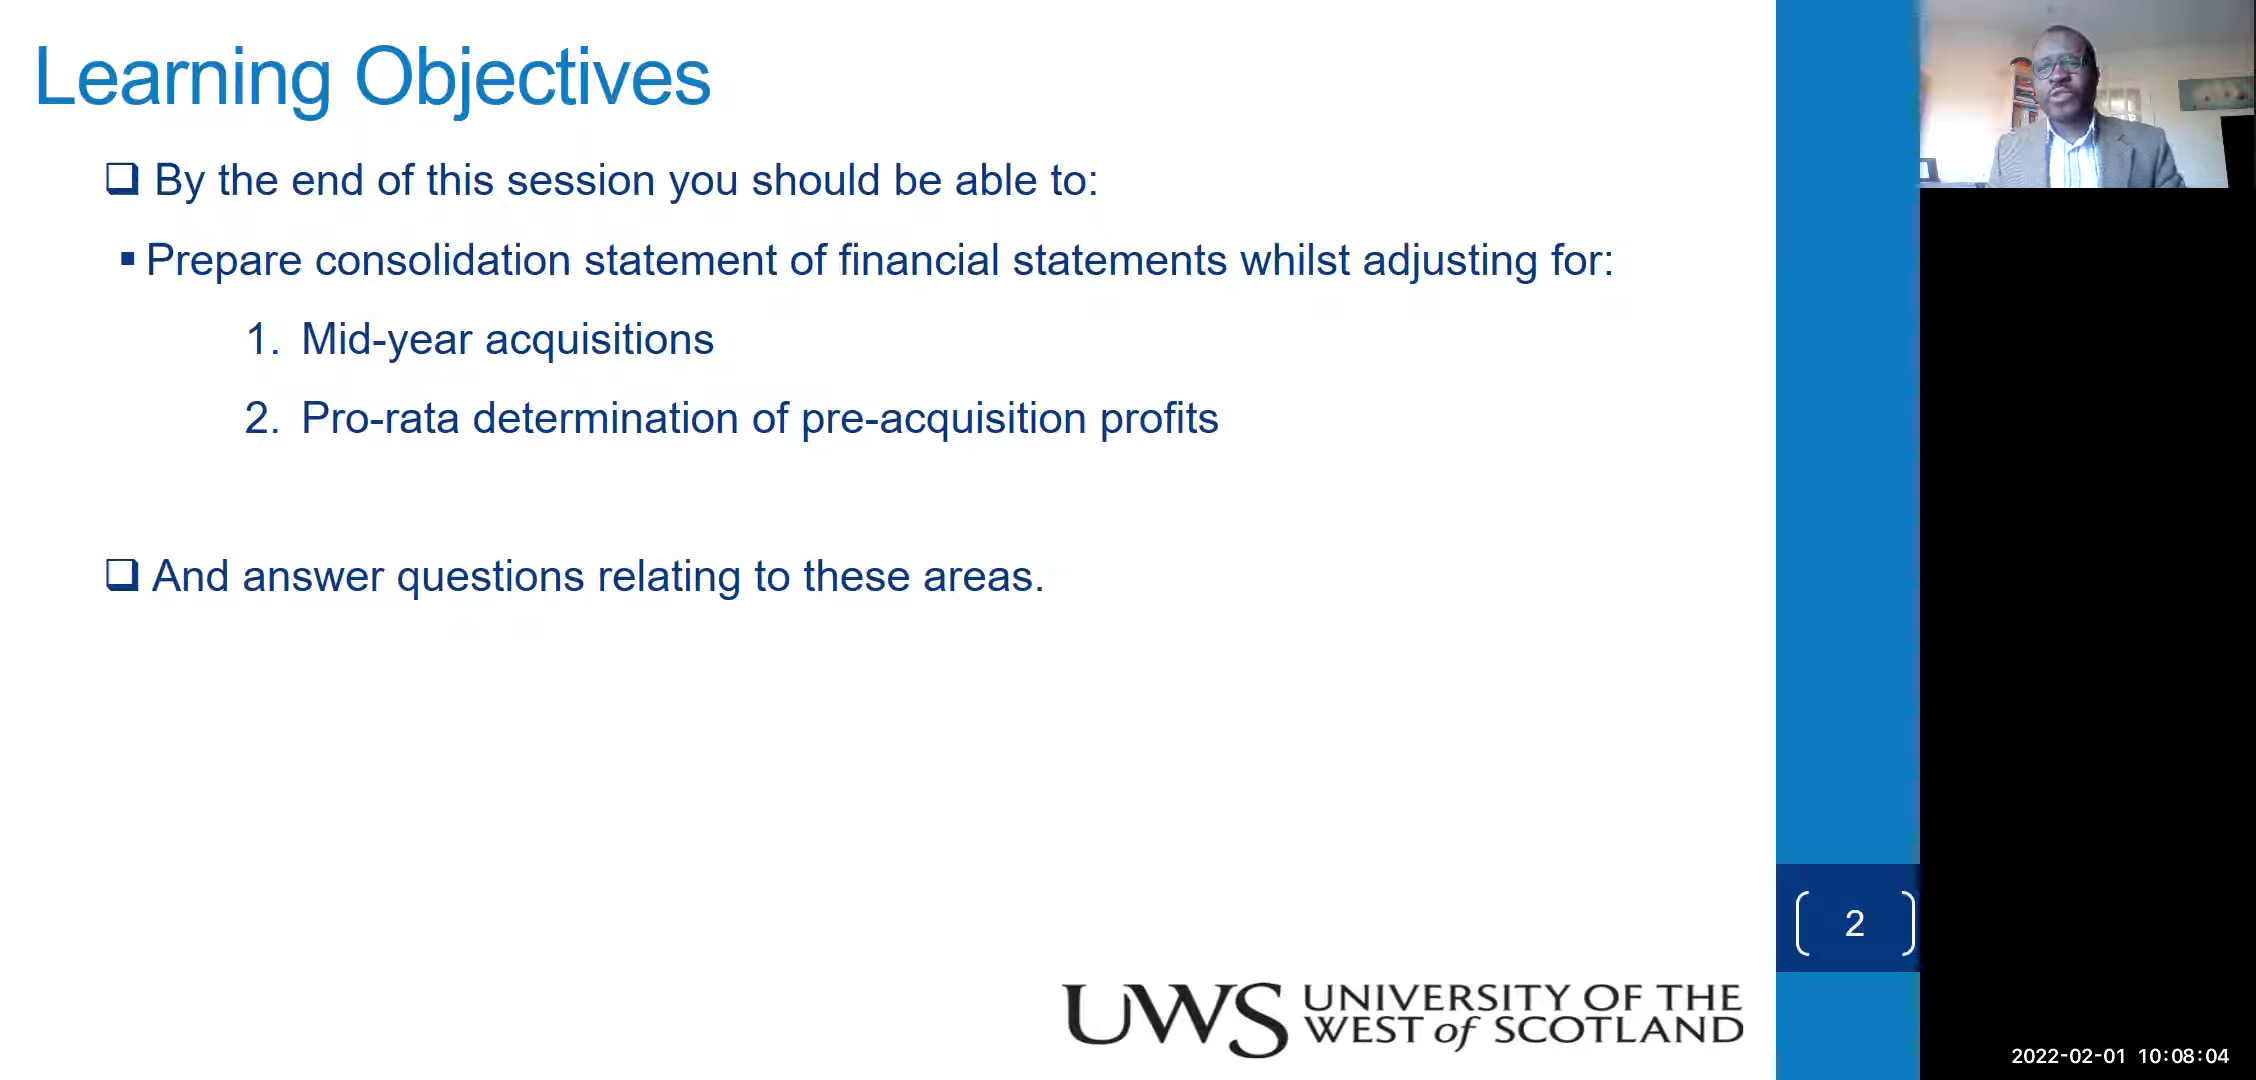 Learning Objectives
❑ By the end of this session you should be able to:
▪ Prepare consolidation statement of financial statements whilst adjusting for:
1. Mid-year acquisitions
2. Pro-rata determination of pre-acquisition profits
❑ And answer questions relating to these areas.
2
UWS UNIVERSITY OF THE
WEST of SCOTLAND
2022-02-01 10:08:04